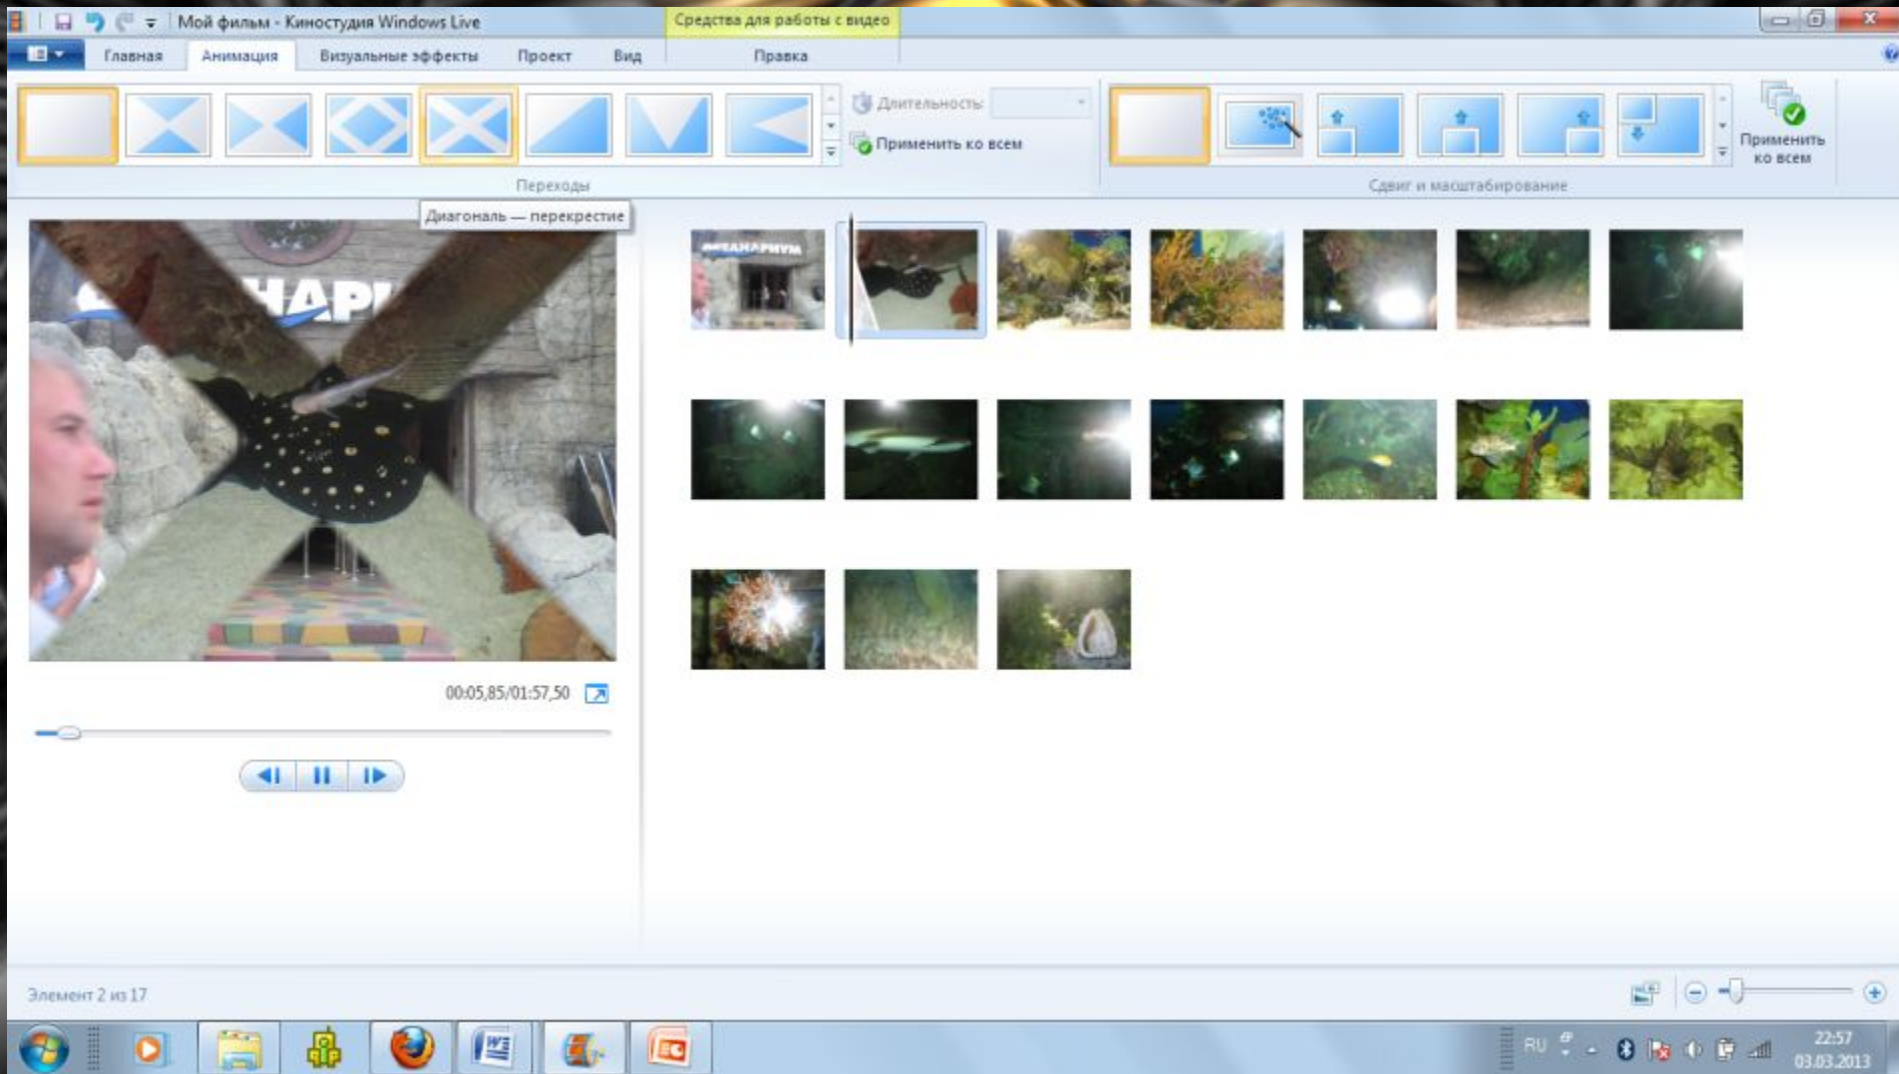 Мой фильм - Киностудия Windows Live
Средства для работы с видео
Главная
Анимация
Визуальные эффекты
Проект
Вид
Правка
Длительность:
Применить ко всем
Применить
ко всем
Переходы
Сдвиг и масштабирование
Диагональ — перекрестие
НАРИ
ОКЕАНАРИУМ
00:05,85/01:57,50
Элемент 2 из 17
RU
22:57
03.03.2013